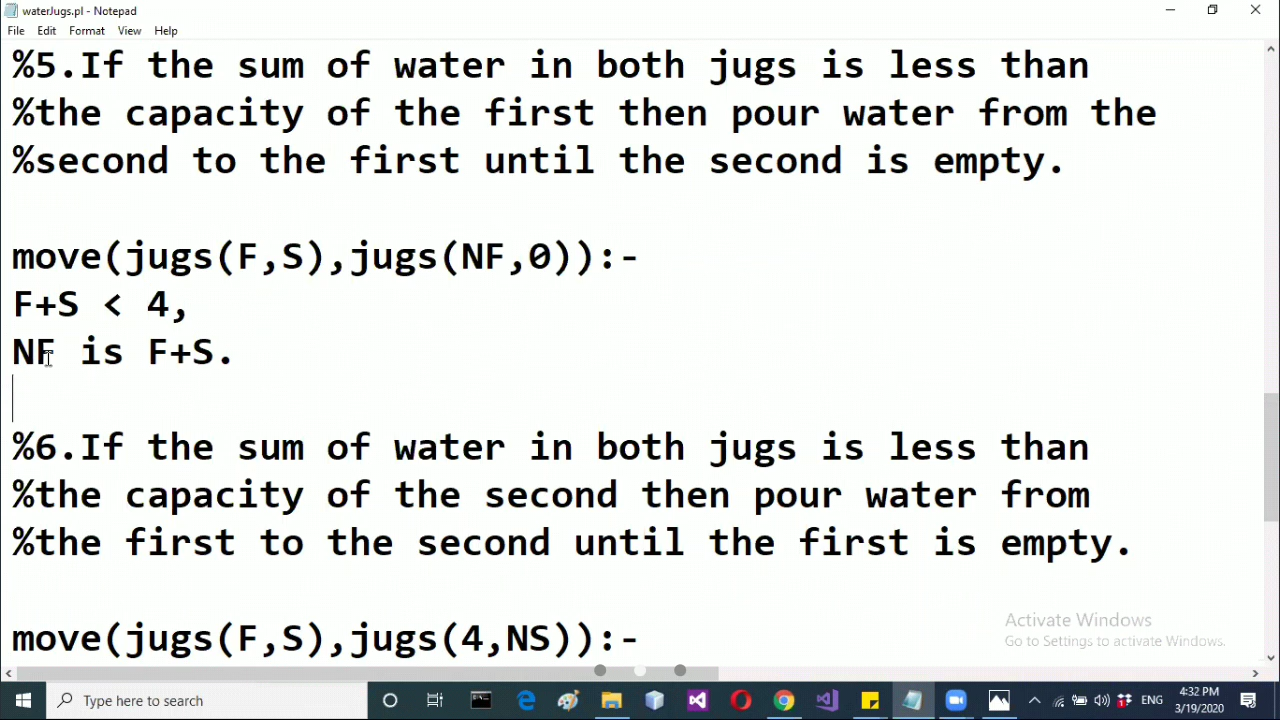 waterJugs.pl - Notepad
File Edit Format View Help
%5.If the sum of water in both jugs is less than
%the capacity of the first then pour water from the
%second to the first until the second is empty.
move(jugs(F,S),jugs(NF,0)):-
F+S < 4,
NF is F+S.
%6.If the sum of water in both jugs is less than
%the capacity of the second then pour water from
%the first to the second until the first is empty.
move(jugs(F,S),jugs(4,NS)):-
Activate Windows
Go to Settings to activate Windows.
Type here to search
ENG
4:32 PM
3/19/2020